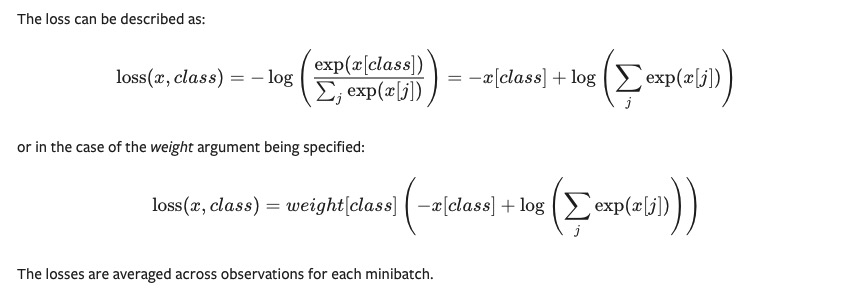 The loss can be described as:
loss(x, class) = − log ( exp(x[class]) / ∑_j exp(x[j]) ) = −x[class] + log ( ∑_j exp(x[j]) )
or in the case of the weight argument being specified:
loss(x, class) = weight[class] ( −x[class] + log ( ∑_j exp(x[j]) ) )
The losses are averaged across observations for each minibatch.